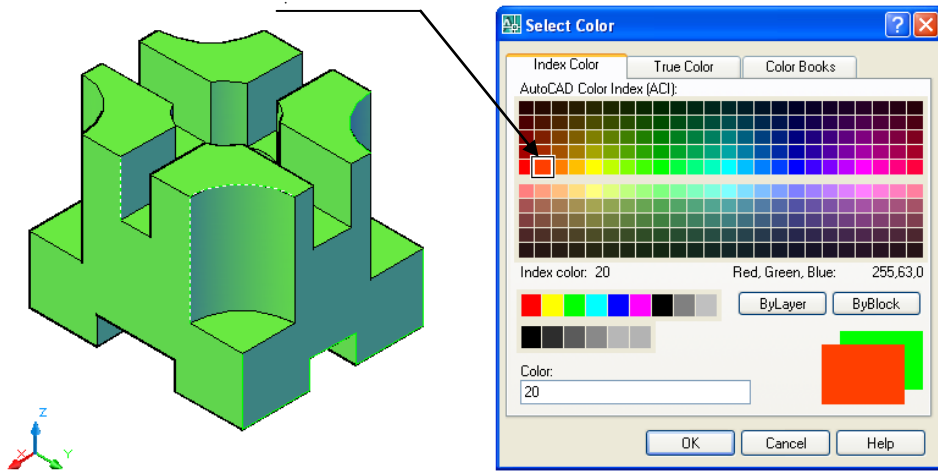 Select Color
Index Color
True Color
Color Books
AutoCAD Color Index (ACI):
Index color: 20
Red, Green, Blue: 255,63,0
ByLayer
ByBlock
Color:
20
OK
Cancel
Help
Z
X
Y